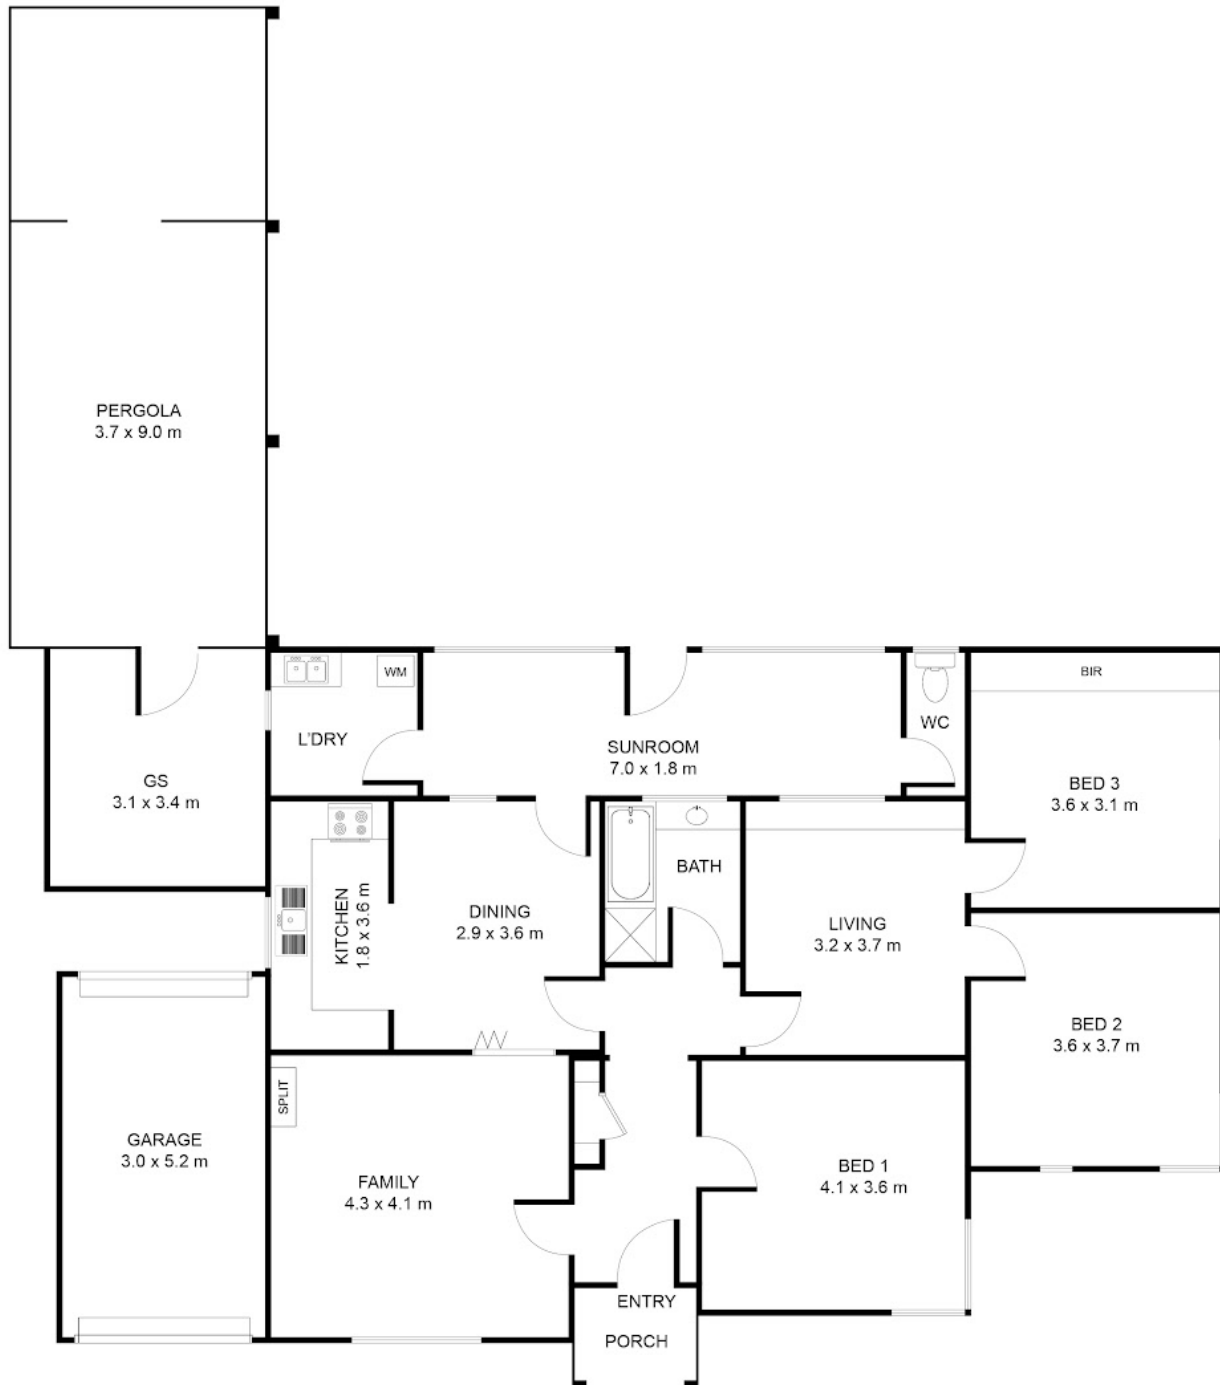 PERGOLA
3.7 x 9.0 m
WM
BIR
L'DRY
WC
SUNROOM
7.0 x 1.8 m
GS
3.1 x 3.4 m
BED 3
3.6 x 3.1 m
BATH
KITCHEN
1.8 x 3.6 m
DINING
2.9 x 3.6 m
LIVING
3.2 x 3.7 m
BED 2
3.6 x 3.7 m
SPLIT
GARAGE
3.0 x 5.2 m
FAMILY
4.3 x 4.1 m
BED 1
4.1 x 3.6 m
ENTRY
PORCH